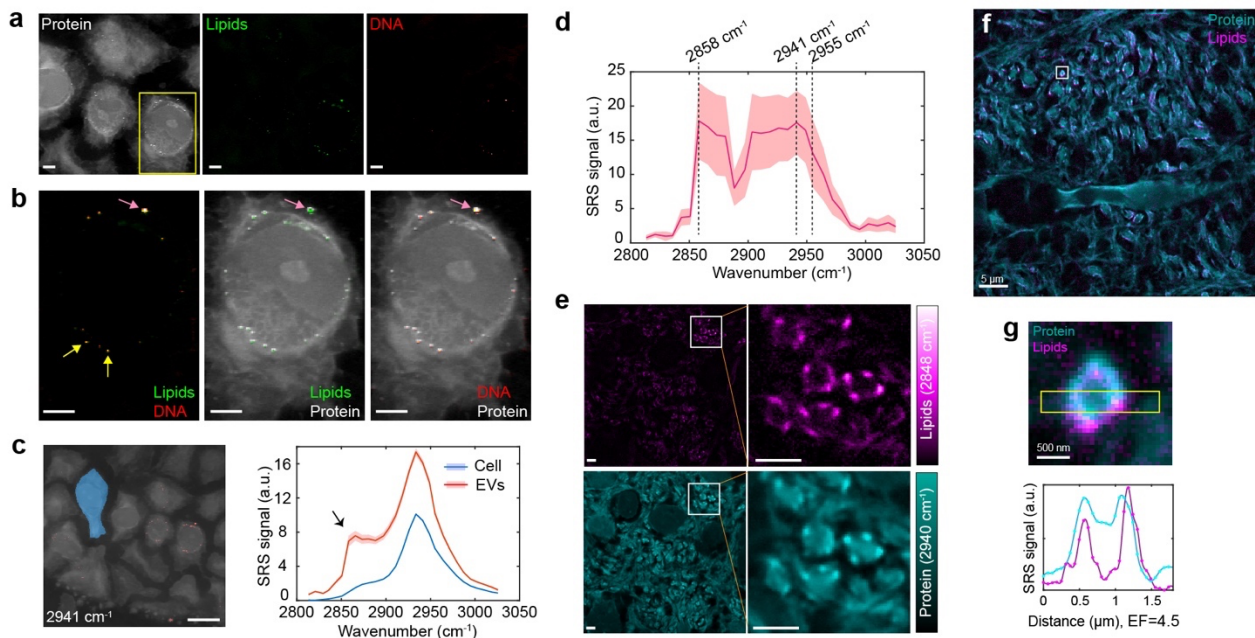 a
Protein
Lipids
DNA
b
Lipids
DNA
Lipids
Protein
DNA
Protein
c
2941 cm⁻¹
SRS signal (a.u.)
16
12
8
4
0
Cell
EVs
2800
2850
2900
2950
3000
3050
Wavenumber (cm⁻¹)
d
2858 cm⁻¹
2941 cm⁻¹
2955 cm⁻¹
SRS signal (a.u.)
25
20
15
10
5
0
2800
2850
2900
2950
3000
3050
Wavenumber (cm⁻¹)
e
Lipids (2848 cm⁻¹)
Protein (2940 cm⁻¹)
f
Protein
Lipids
5 µm
g
Protein
Lipids
500 nm
SRS signal (a.u.)
0
0.5
1
1.5
Distance (µm), EF=4.5